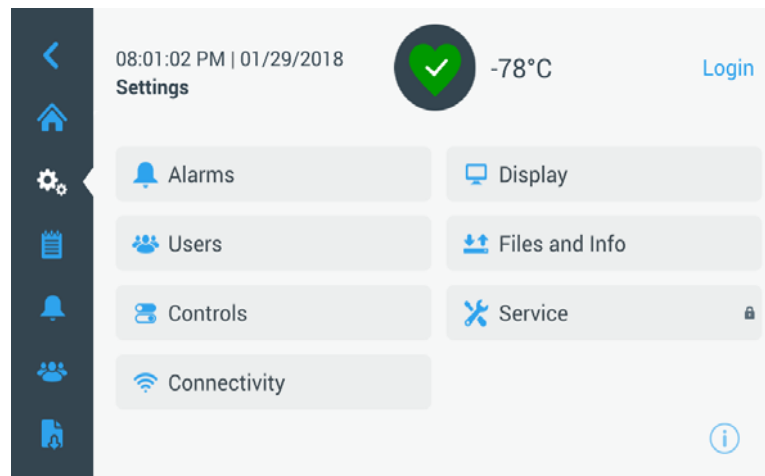 08:01:02 PM | 01/29/2018
Settings
-78°C
Login
Alarms
Display
Users
Files and Info
Controls
Service
Connectivity